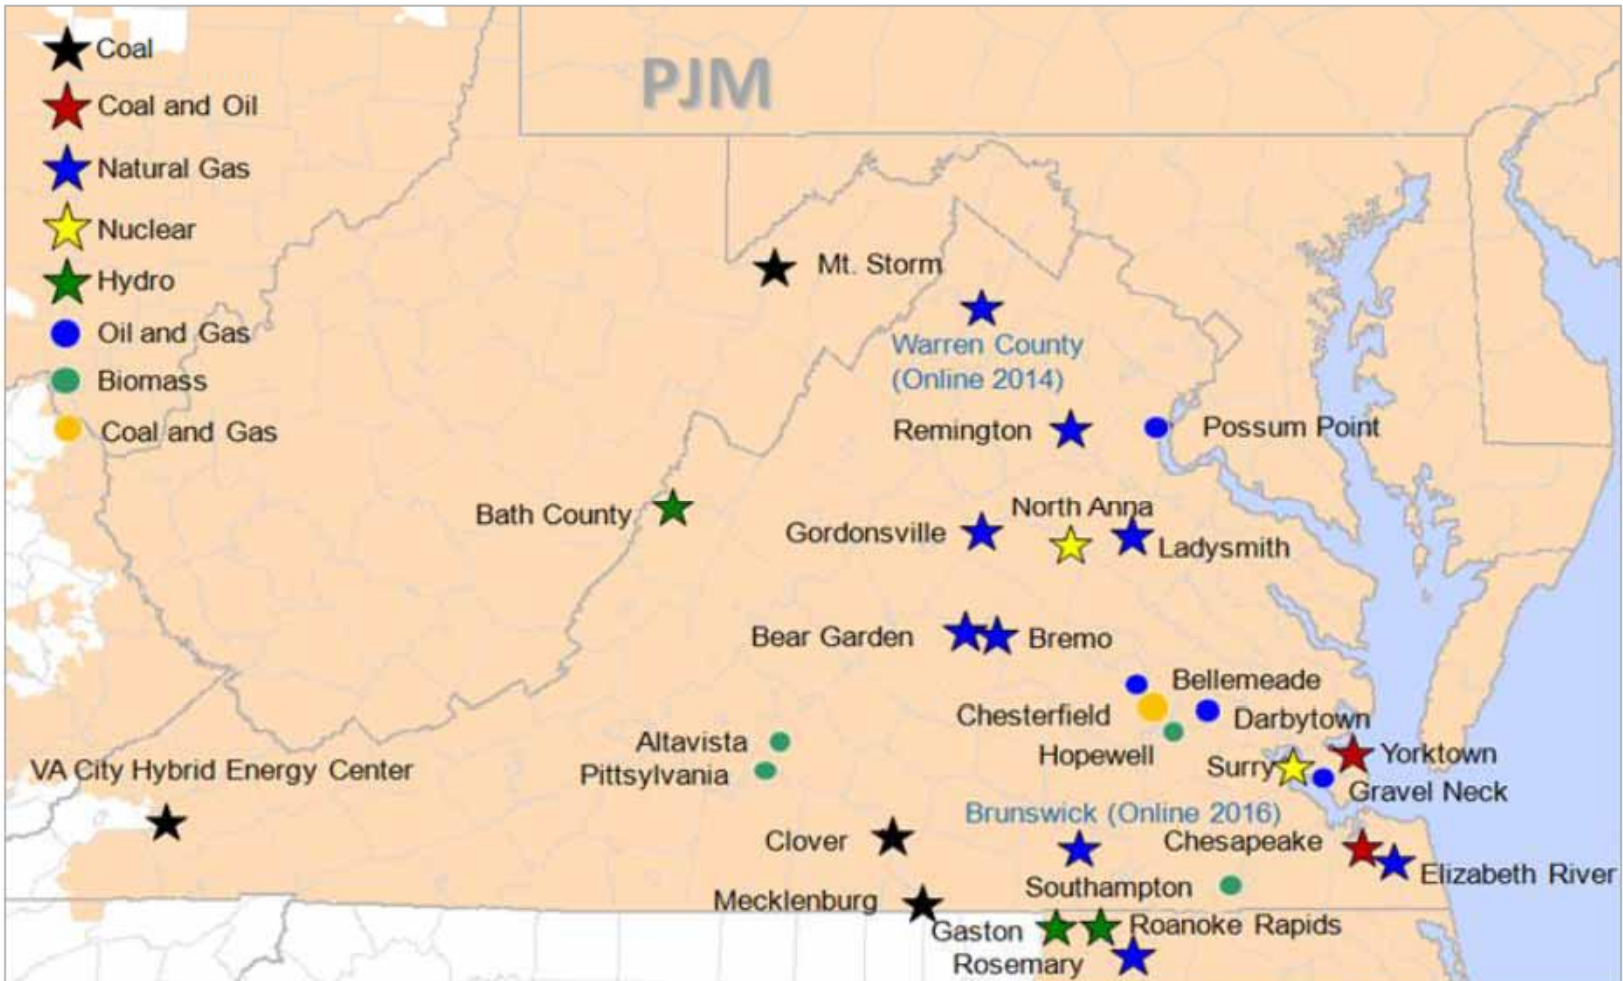 PJM
Coal
Coal and Oil
Natural Gas
Nuclear
Hydro
Oil and Gas
Biomass
Coal and Gas
Mt. Storm
Warren County
(Online 2014)
Remington
Possum Point
Bath County
North Anna
Gordonsville
Ladysmith
Bear Garden
Bremo
Bellemeade
Chesterfield
Darbytown
Altavista
Hopewell
Yorktown
Pittsylvania
Surry
VA City Hybrid Energy Center
Gravel Neck
Brunswick (Online 2016)
Clover
Chesapeake
Elizabeth River
Southampton
Mecklenburg
Gaston
Roanoke Rapids
Rosemary